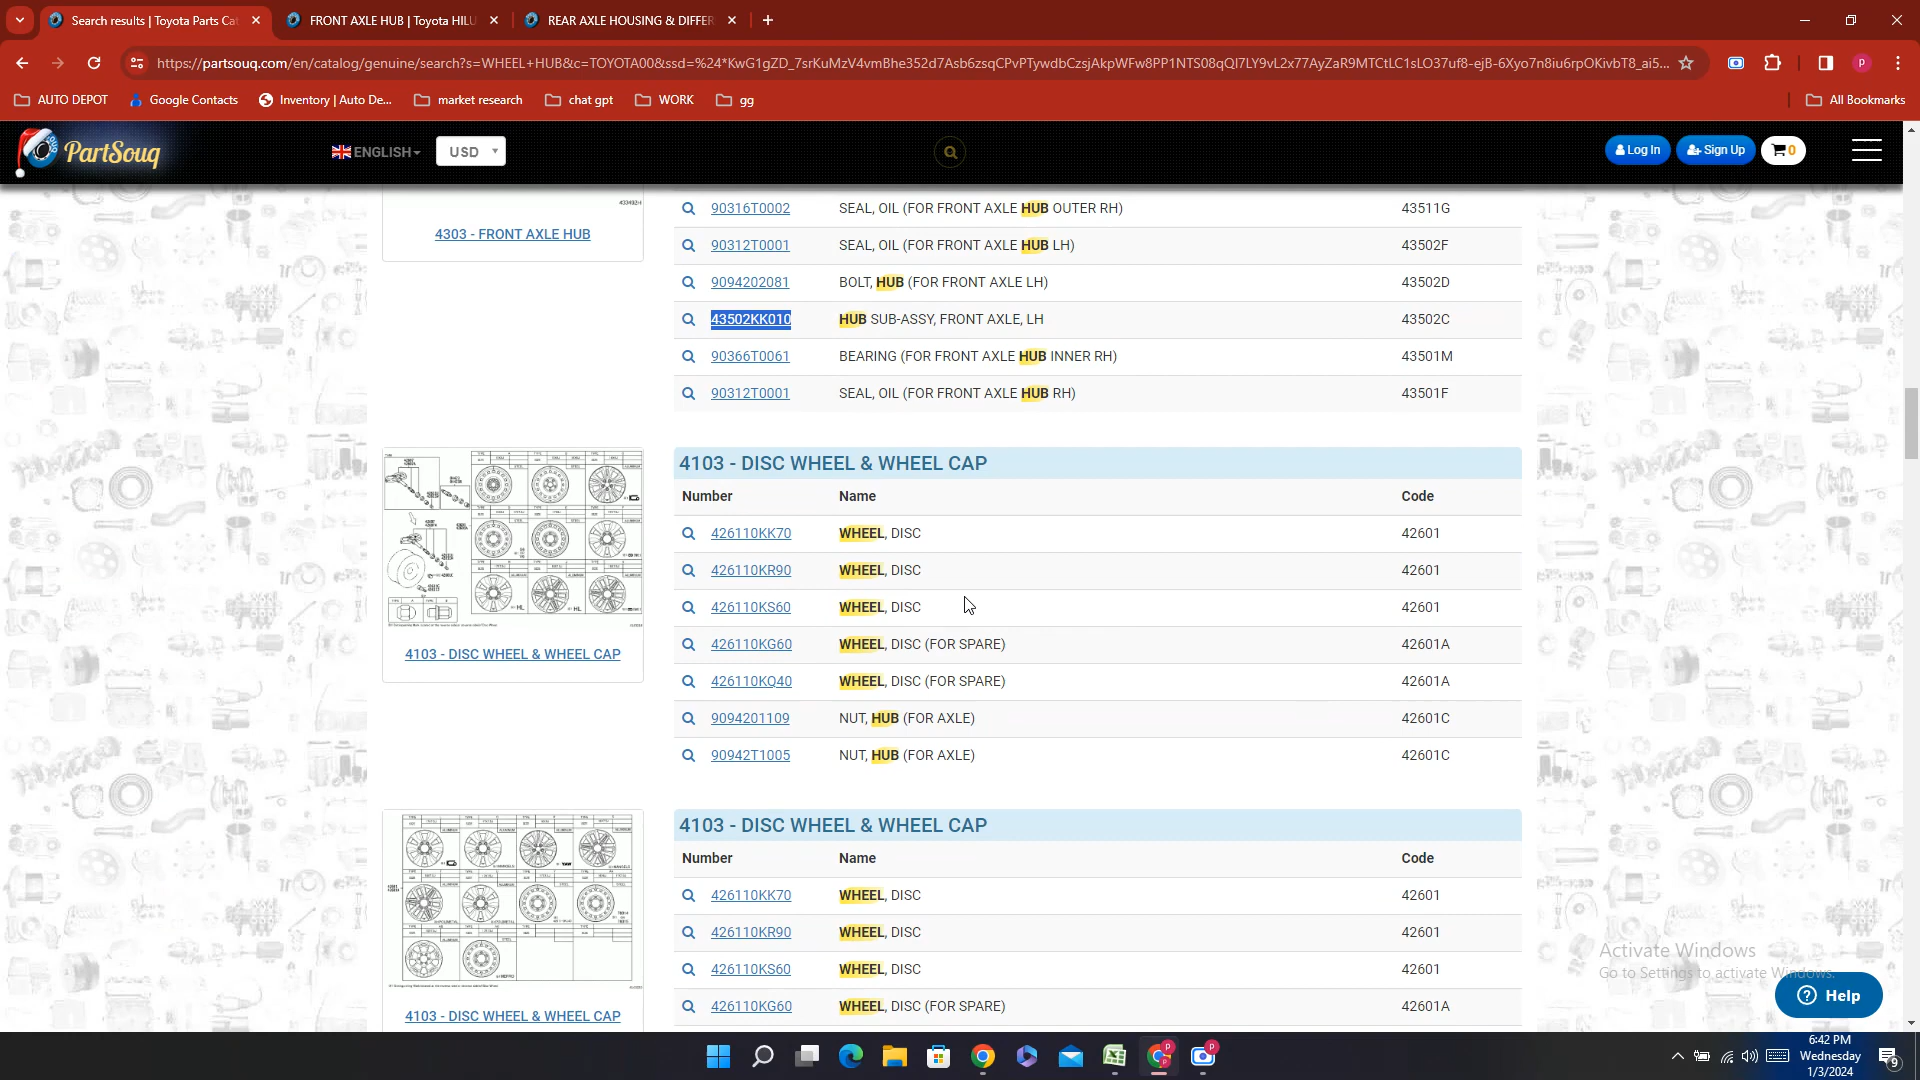 Search results | Toyota Parts Cat
FRONT AXLE HUB | Toyota HILU
REAR AXLE HOUSING & DIFFER
https://partsouq.com/en/catalog/genuine/search?s=WHEEL+HUB&c=TOYOTA00&ssd=%24*KwG1gZD_7srKuMzV4vmBhe352d7Asb6zsqCPvPTywdbCzsjAkpWFw8PP1NTS08qQI7LY9vL2x77AyZaR9MTCtLC1sLO37uf8-ejB-6Xyo7n8iu6rpOKivbT8_ai5...
AUTO DEPOT
Google Contacts
Inventory | Auto De...
market research
chat gpt
WORK
gg
All Bookmarks
PartSouq
ENGLISH
USD
Log In
Sign Up
0
4303 - FRONT AXLE HUB
90316T0002 SEAL, OIL (FOR FRONT AXLE HUB OUTER RH) 43511G
90312T0001 SEAL, OIL (FOR FRONT AXLE HUB LH) 43502F
9094202081 BOLT, HUB (FOR FRONT AXLE LH) 43502D
43502KK010 HUB SUB-ASSY, FRONT AXLE, LH 43502C
90366T0061 BEARING (FOR FRONT AXLE HUB INNER RH) 43501M
90312T0001 SEAL, OIL (FOR FRONT AXLE HUB RH) 43501F
4103 - DISC WHEEL & WHEEL CAP
4103 - DISC WHEEL & WHEEL CAP
Number Name Code
426110KK70 WHEEL, DISC 42601
426110KR90 WHEEL, DISC 42601
426110KS60 WHEEL, DISC 42601
426110KG60 WHEEL, DISC (FOR SPARE) 42601A
426110KQ40 WHEEL, DISC (FOR SPARE) 42601A
9094201109 NUT, HUB (FOR AXLE) 42601C
90942T1005 NUT, HUB (FOR AXLE) 42601C
4103 - DISC WHEEL & WHEEL CAP
4103 - DISC WHEEL & WHEEL CAP
Number Name Code
426110KK70 WHEEL, DISC 42601
426110KR90 WHEEL, DISC 42601
426110KS60 WHEEL, DISC 42601
426110KG60 WHEEL, DISC (FOR SPARE) 42601A
Activate Windows
Go to Settings to activate Windows.
Help
6:42 PM
Wednesday
1/3/2024
9